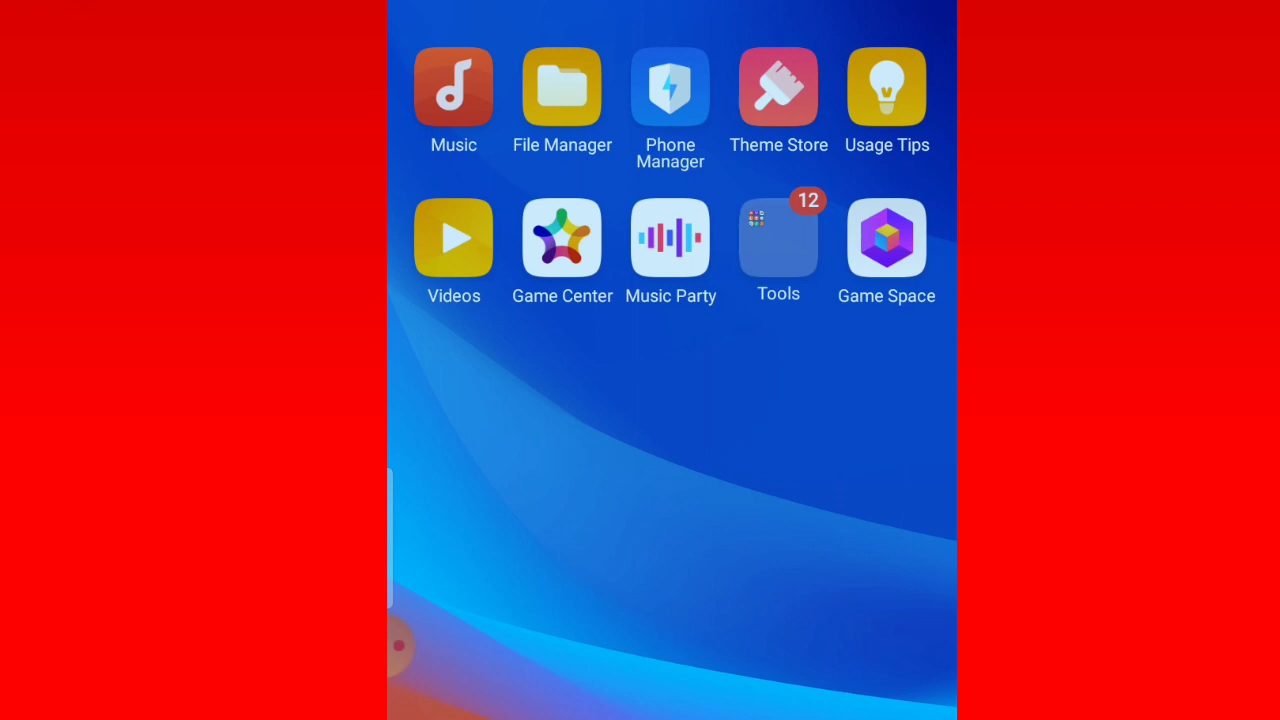 Music
File Manager
Phone
Manager
Theme Store
Usage Tips
12
Videos
Game Center
Music Party
Tools
Game Space